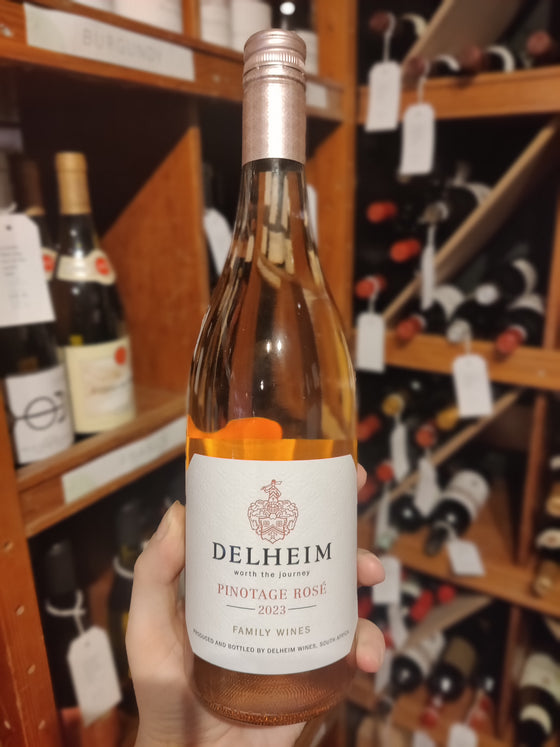 BURGUNDY
DELHEIM
worth the journey
PINOTAGE ROSÉ
2023
FAMILY WINES
PRODUCED AND BOTTLED BY DELHEIM WINES, SOUTH AFRICA